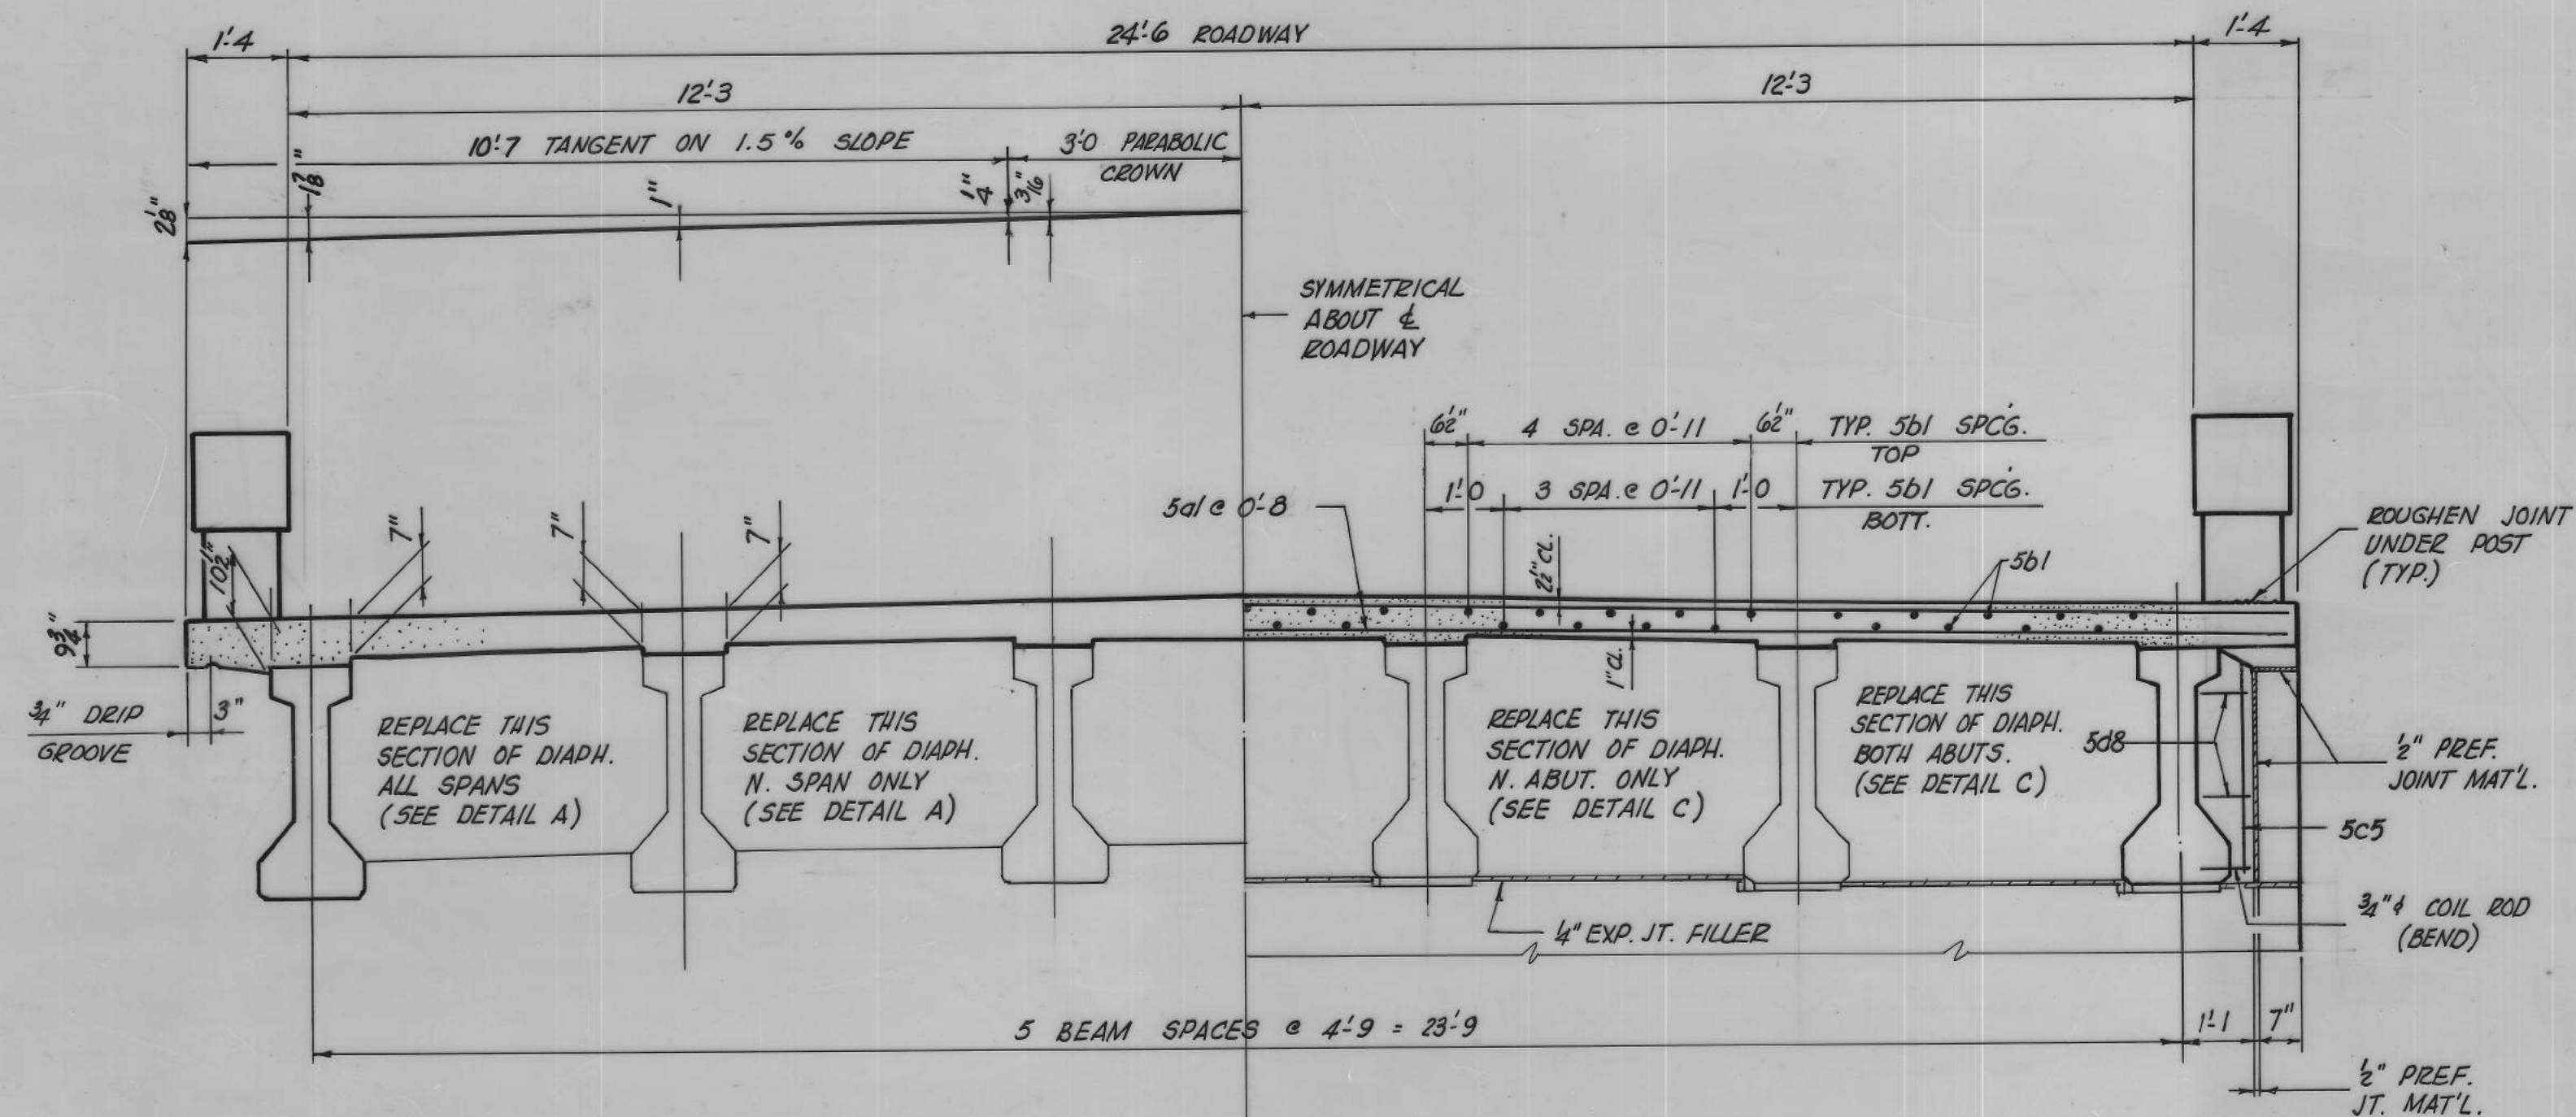 24'-6 ROADWAY
1'-4
1'-4
12'-3
12'-3
10'-7 TANGENT ON 1.5% SLOPE
3'-0 PARABOLIC
CROWN
2 1/8"
1 7/8"
1"
1/4"
3/16"
SYMMETRICAL
ABOUT ℄
ROADWAY
6 1/2"
4 SPA. @ 0'-11
6 1/2"
TYP. 5b1 SPC'G.
TOP
1'-0
3 SPA. @ 0'-11
1'-0
TYP. 5b1 SPC'G.
BOTT.
5a1 @ 0'-8
2 1/2" CL.
1" CL.
5b1
ROUGHEN JOINT
UNDER POST
(TYP.)
10 1/2"
7"
7"
7"
9 3/4"
3/4" DRIP
GROOVE
3"
REPLACE THIS
SECTION OF DIAPH.
ALL SPANS
(SEE DETAIL A)
REPLACE THIS
SECTION OF DIAPH.
N. SPAN ONLY
(SEE DETAIL A)
REPLACE THIS
SECTION OF DIAPH.
N. ABUT. ONLY
(SEE DETAIL C)
REPLACE THIS
SECTION OF DIAPH.
BOTH ABUTS.
(SEE DETAIL C)
5d8
1/2" PREF.
JOINT MAT'L.
5c5
3/4"ϕ COIL ROD
(BEND)
1/4" EXP. JT. FILLER
5 BEAM SPACES @ 4'-9 = 23'-9
1'-1
7"
1/2" PREF.
JT. MAT'L.